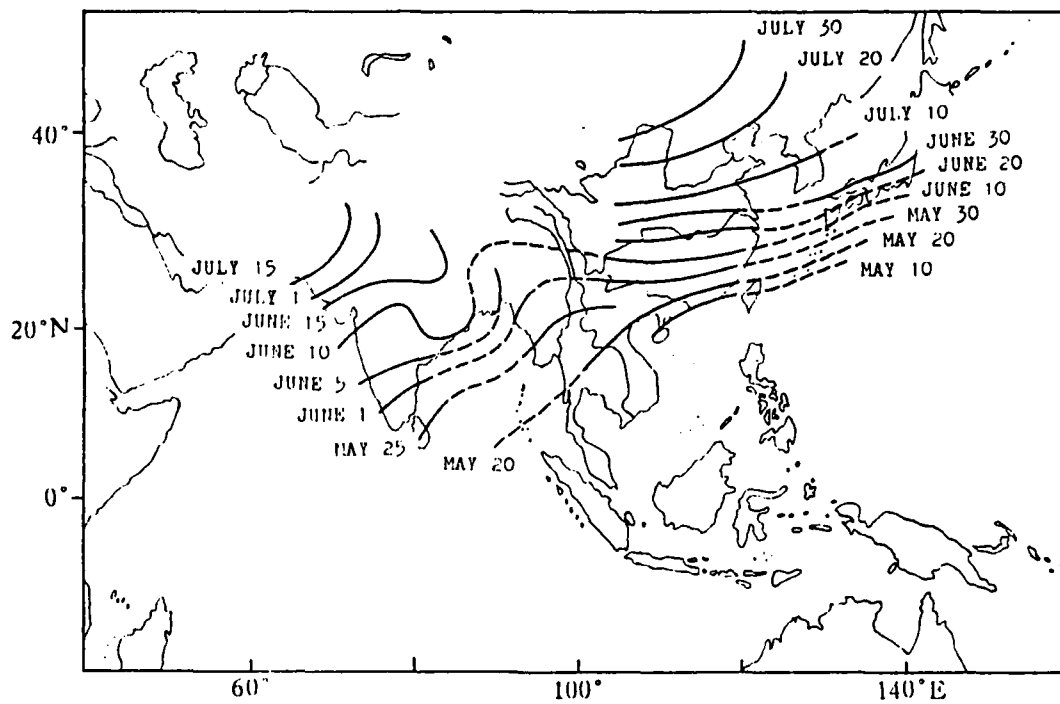 JULY 30
JULY 20
JULY 10
JUNE 30
JUNE 20
JUNE 10
MAY 30
MAY 20
MAY 10
40°
20°N
0°
JULY 15
JULY 1
JUNE 15
JUNE 10
JUNE 5
JUNE 1
MAY 25
MAY 20
60°
100°
140°E